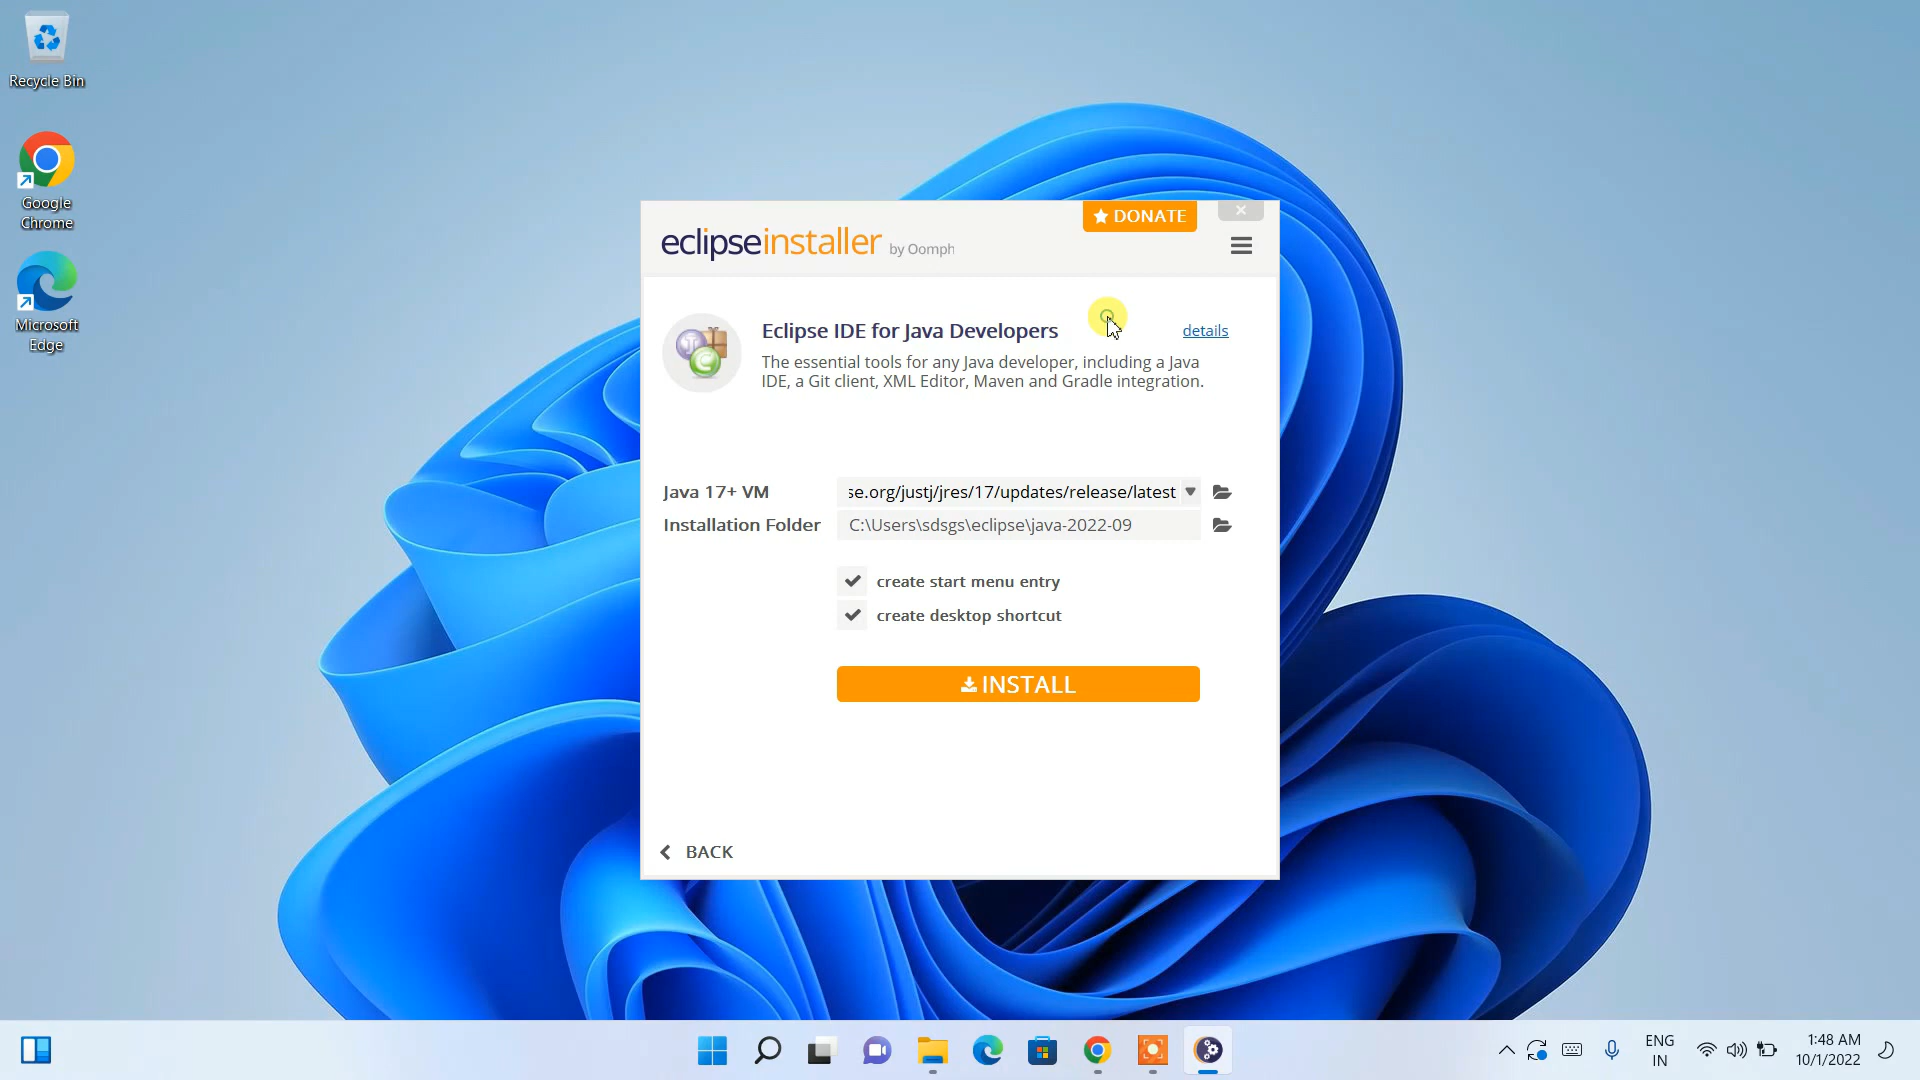 Recycle Bin
Google
Chrome
Microsoft
Edge
DONATE
eclipseinstaller by Oomph
Eclipse IDE for Java Developers
details
The essential tools for any Java developer, including a Java
IDE, a Git client, XML Editor, Maven and Gradle integration.
Java 17+ VM
se.org/justj/jres/17/updates/release/latest
Installation Folder
C:\Users\sdsgs\eclipse\java-2022-09
create start menu entry
create desktop shortcut
INSTALL
BACK
ENG
IN
1:48 AM
10/1/2022